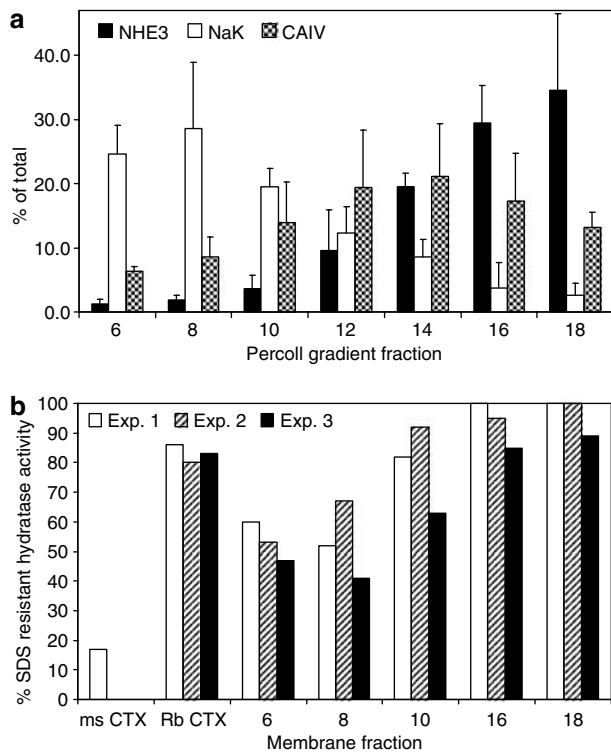 a
NHE3 NaK CAIV
40.0
30.0
20.0
10.0
0.0
% of total
6 8 10 12 14 16 18
Percoll gradient fraction
b
Exp. 1 Exp. 2 Exp. 3
100
90
80
70
60
50
40
30
20
10
0
% SDS resistant hydratase activity
ms CTX Rb CTX 6 8 10 16 18
Membrane fraction